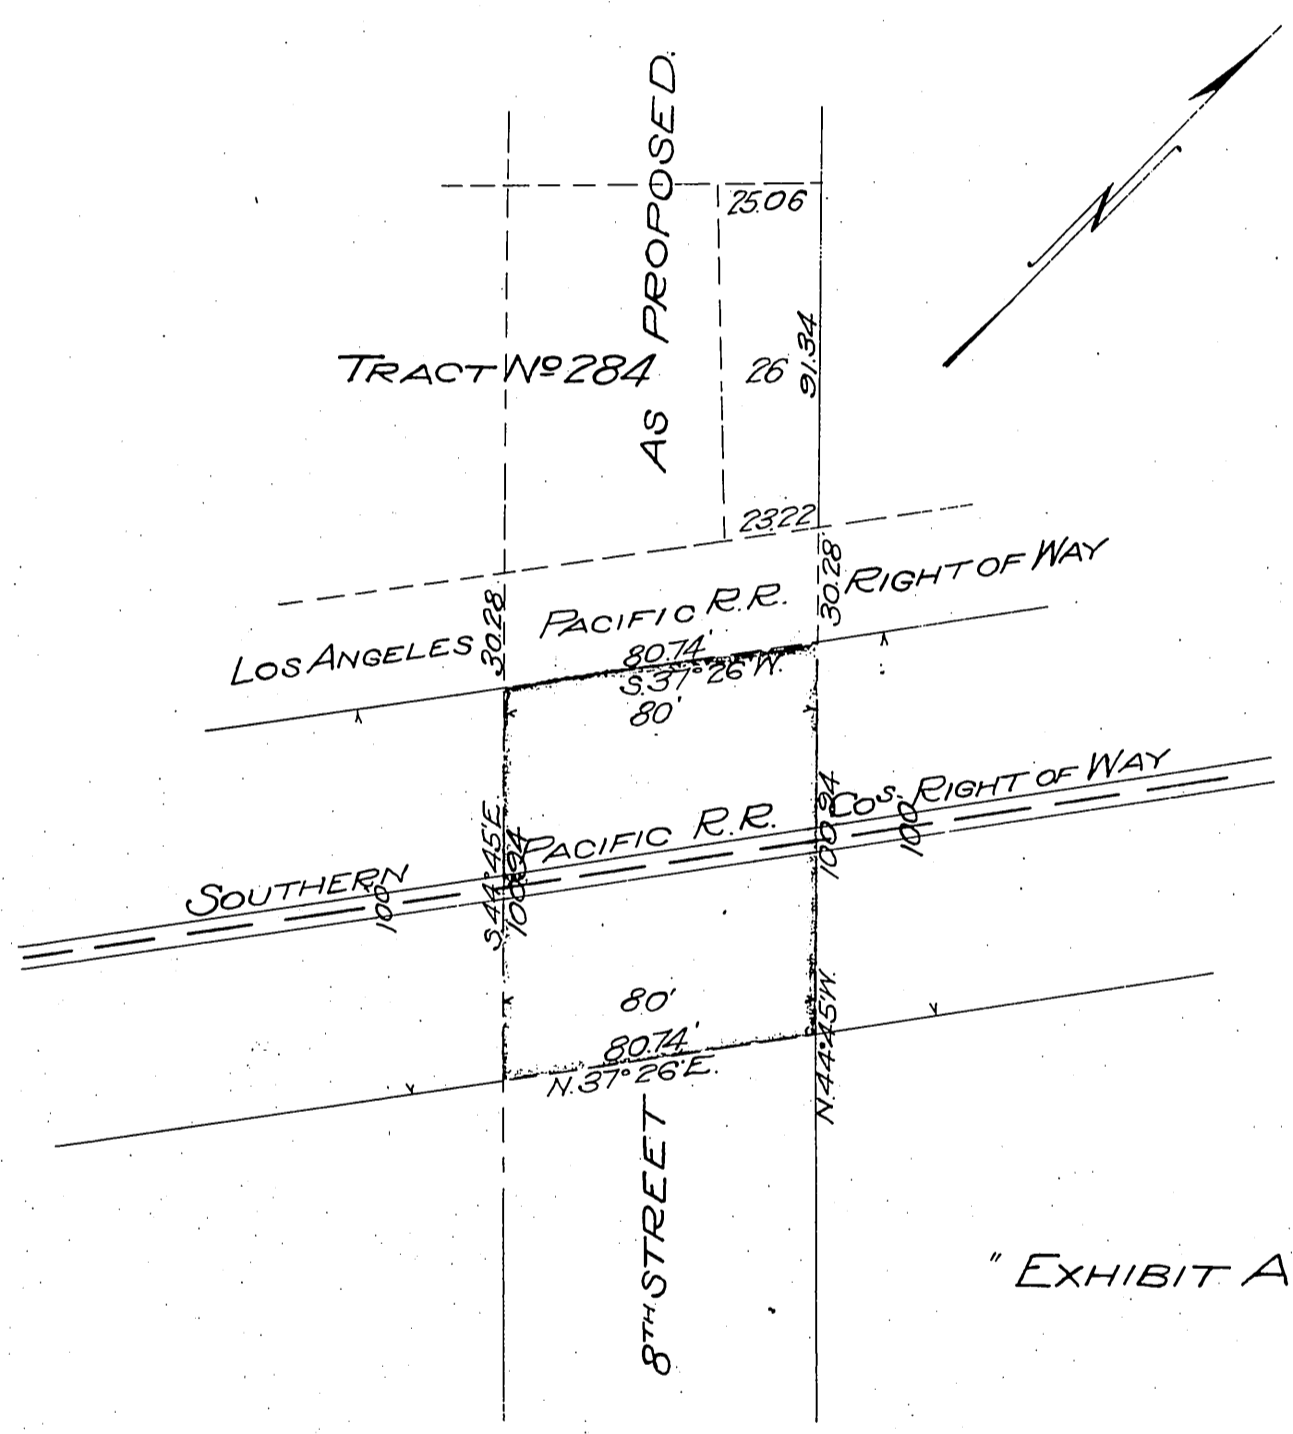 AS PROPOSED.
25.06
N
TRACT Nº 284
26
91.34
23.22
30.28
30.28
LOS ANGELES PACIFIC R.R. RIGHT OF WAY
80.74'
S.37°26'W.
80'
SOUTHERN PACIFIC R.R. COS. RIGHT OF WAY
100
S.44°45'E.
100.94
100.94
100
80'
80.74'
N.37°26'E.
N.44°45'W.
8TH STREET
"EXHIBIT A